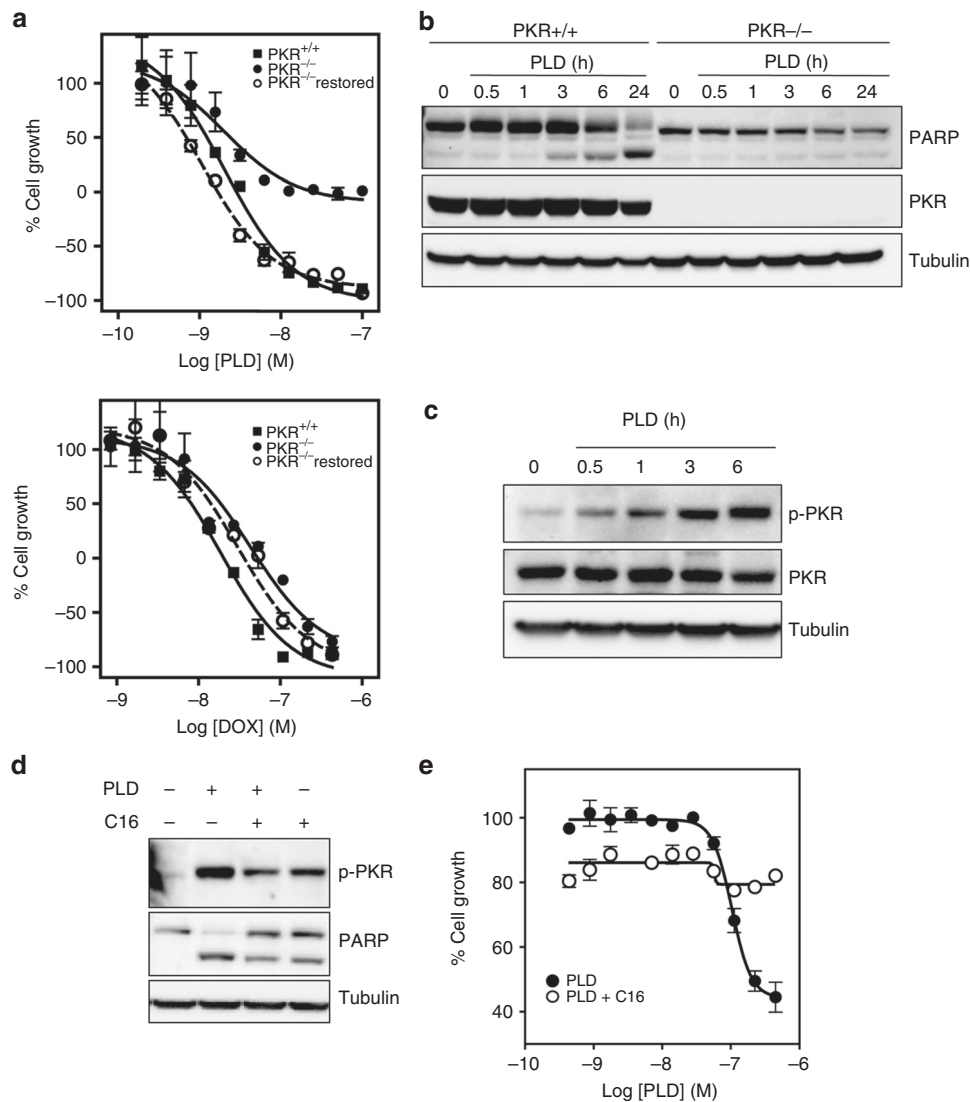 a
100
50
0
−50
−100
% Cell growth
PKR+/+
PKR−/−
PKR−/−restored
−10 −9 −8 −7
Log [PLD] (M)
100
50
0
−50
−100
% Cell growth
PKR+/+
PKR−/−
PKR−/−restored
−9 −8 −7 −6
Log [DOX] (M)
b
PKR+/+ PKR−/−
PLD (h) PLD (h)
0 0.5 1 3 6 24 0 0.5 1 3 6 24
PARP
PKR
Tubulin
c
PLD (h)
0 0.5 1 3 6
p-PKR
PKR
Tubulin
d
PLD − + + −
C16 − − + +
p-PKR
PARP
Tubulin
e
100
80
60
40
% Cell growth
PLD
PLD + C16
−10 −9 −8 −7 −6
Log [PLD] (M)